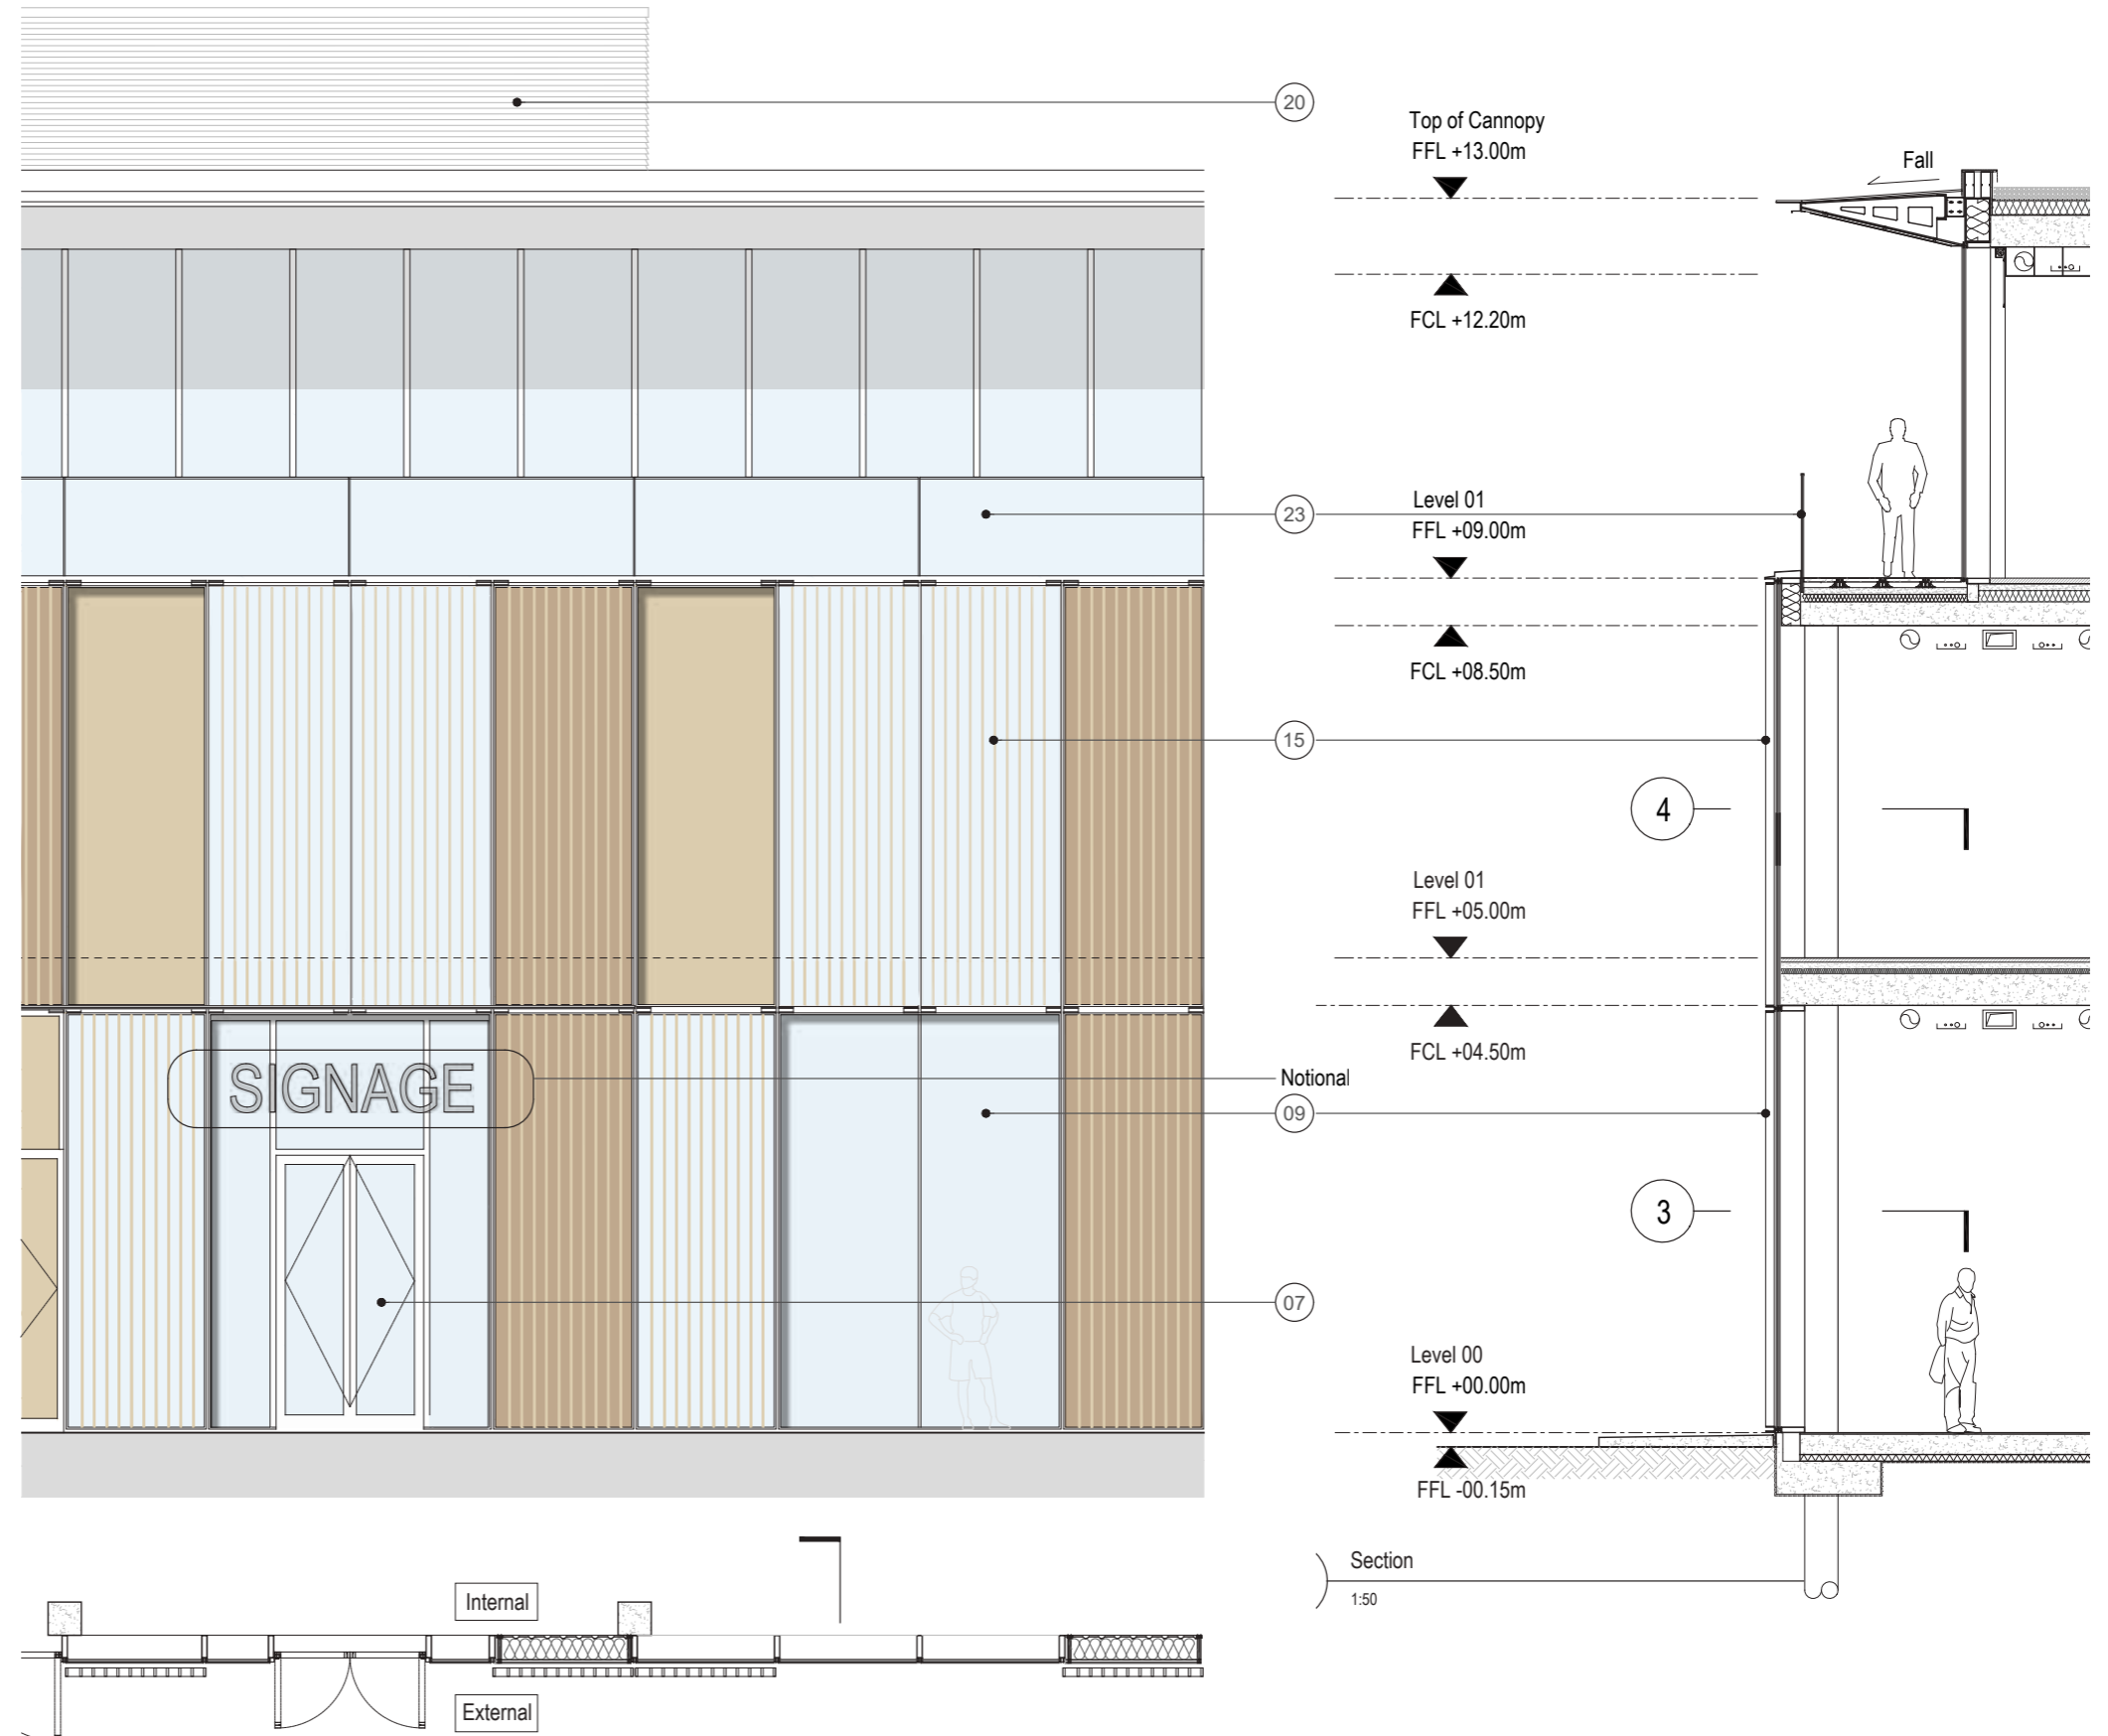 20
Top of Cannopy
FFL +13.00m
Fall
FCL +12.20m
23
Level 01
FFL +09.00m
FCL +08.50m
15
4
Level 01
FFL +05.00m
FCL +04.50m
SIGNAGE
Notional
09
3
07
Level 00
FFL +00.00m
FFL -00.15m
Section
1:50
Internal
External